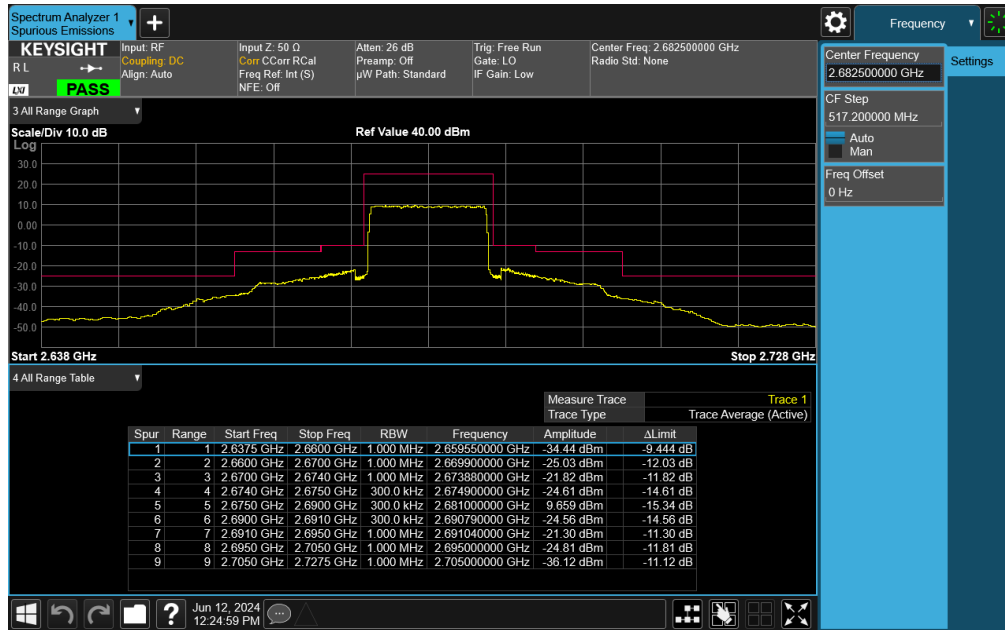 Spectrum Analyzer 1
Spurious Emissions
Frequency
KEYSIGHT
R L
LXI
PASS
Input: RF
Coupling: DC
Align: Auto
Input Z: 50 Ω
Corr CCorr RCal
Freq Ref: Int (S)
NFE: Off
Atten: 26 dB
Preamp: Off
µW Path: Standard
Trig: Free Run
Gate: LO
IF Gain: Low
Center Freq: 2.682500000 GHz
Radio Std: None
Center Frequency
2.682500000 GHz
Settings
CF Step
517.200000 MHz
Auto
Man
Freq Offset
0 Hz
3 All Range Graph
Scale/Div 10.0 dB
Ref Value 40.00 dBm
Log
30.0
20.0
10.0
0.00
-10.0
-20.0
-30.0
-40.0
-50.0
Start 2.638 GHz
Stop 2.728 GHz
4 All Range Table
Measure Trace Trace 1
Trace Type Trace Average (Active)
Spur Range Start Freq Stop Freq RBW Frequency Amplitude ΔLimit
1 1 2.6375 GHz 2.6600 GHz 1.000 MHz 2.659550000 GHz -34.44 dBm -9.444 dB
2 2 2.6600 GHz 2.6700 GHz 1.000 MHz 2.669900000 GHz -25.03 dBm -12.03 dB
3 3 2.6700 GHz 2.6740 GHz 1.000 MHz 2.673880000 GHz -21.82 dBm -11.82 dB
4 4 2.6740 GHz 2.6750 GHz 300.0 kHz 2.674900000 GHz -24.61 dBm -14.61 dB
5 5 2.6750 GHz 2.6900 GHz 300.0 kHz 2.681000000 GHz 9.659 dBm -15.34 dB
6 6 2.6900 GHz 2.6910 GHz 300.0 kHz 2.690790000 GHz -24.56 dBm -14.56 dB
7 7 2.6910 GHz 2.6950 GHz 1.000 MHz 2.691040000 GHz -21.30 dBm -11.30 dB
8 8 2.6950 GHz 2.7050 GHz 1.000 MHz 2.695000000 GHz -24.81 dBm -11.81 dB
9 9 2.7050 GHz 2.7275 GHz 1.000 MHz 2.705000000 GHz -36.12 dBm -11.12 dB
?
Jun 12, 2024
12:24:59 PM